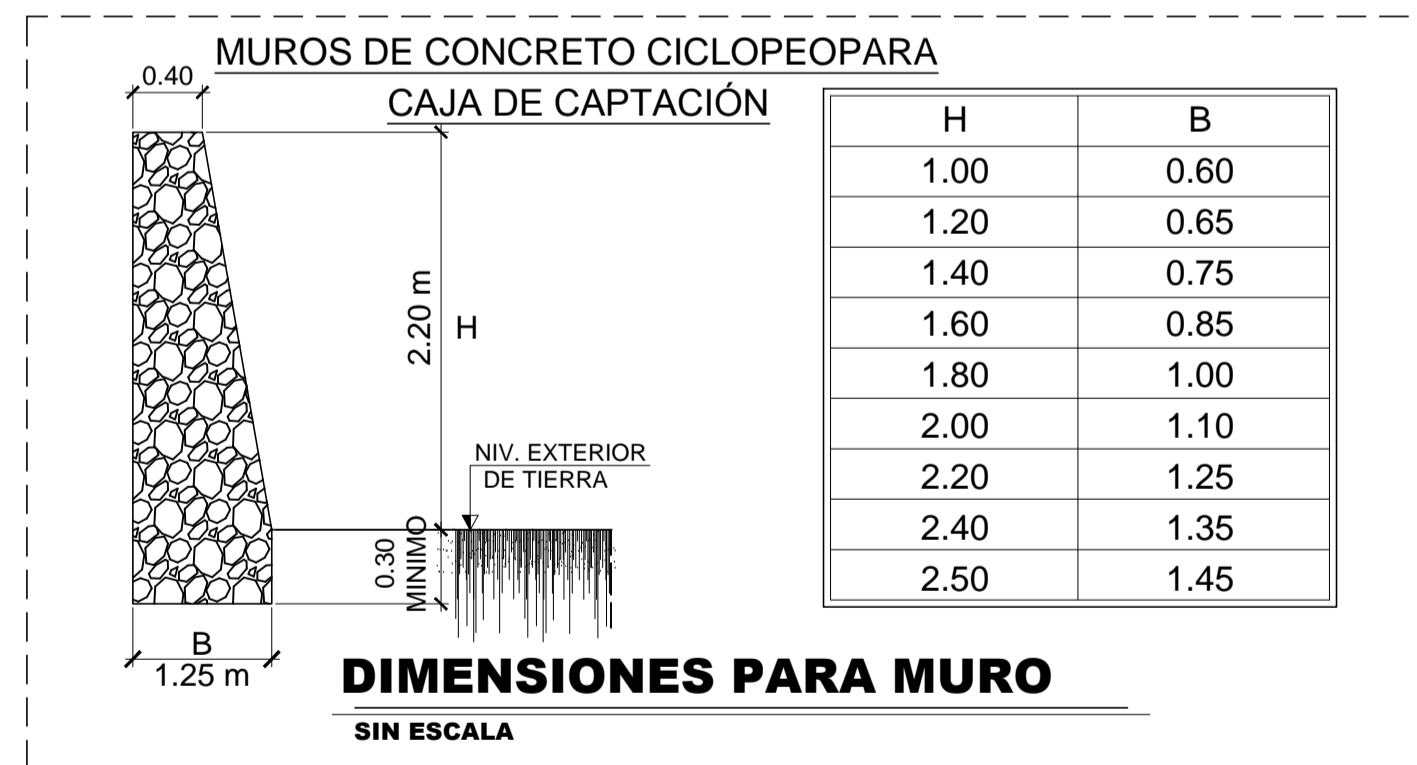 MUROS DE CONCRETO CICLOPEOPARA
CAJA DE CAPTACIÓN
0.40
2.20 m
H
NIV. EXTERIOR
DE TIERRA
0.30
MINIMO
B
1.25 m
H B
1.00 0.60
1.20 0.65
1.40 0.75
1.60 0.85
1.80 1.00
2.00 1.10
2.20 1.25
2.40 1.35
2.50 1.45
DIMENSIONES PARA MURO
SIN ESCALA